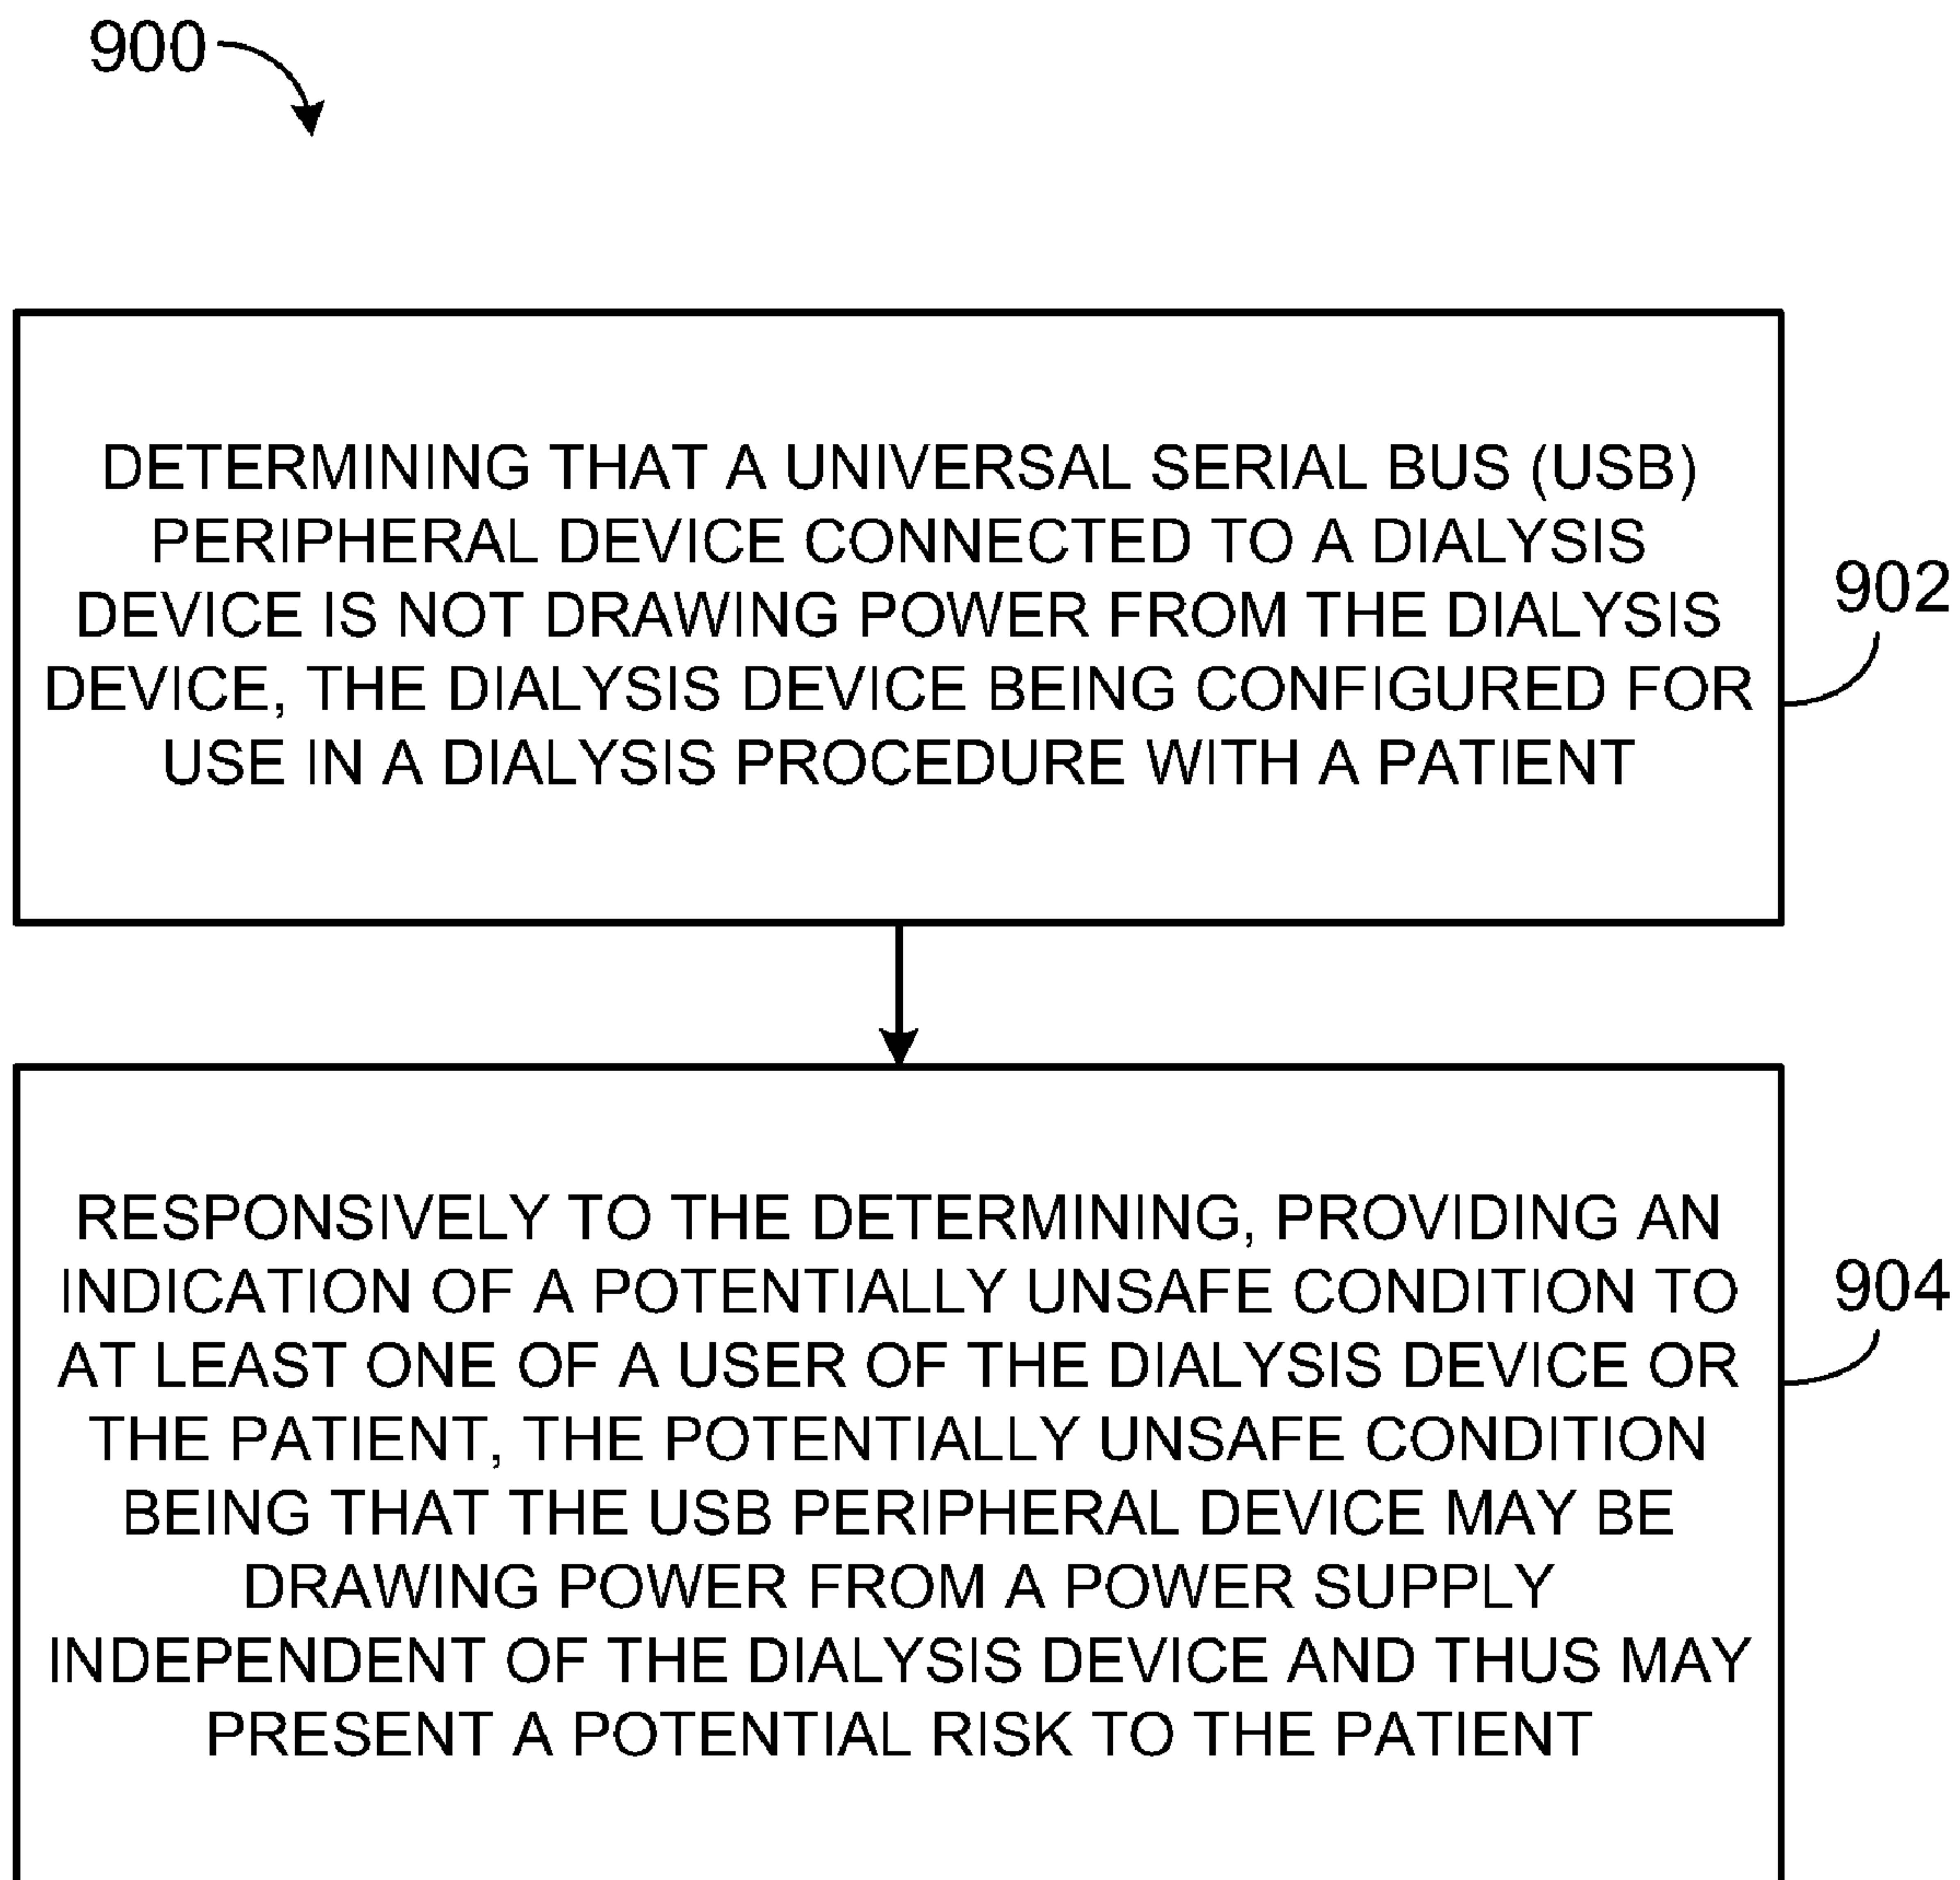 900
DETERMINING THAT A UNIVERSAL SERIAL BUS (USB)
PERIPHERAL DEVICE CONNECTED TO A DIALYSIS
DEVICE IS NOT DRAWING POWER FROM THE DIALYSIS
DEVICE, THE DIALYSIS DEVICE BEING CONFIGURED FOR
USE IN A DIALYSIS PROCEDURE WITH A PATIENT
902
RESPONSIVELY TO THE DETERMINING, PROVIDING AN
INDICATION OF A POTENTIALLY UNSAFE CONDITION TO
AT LEAST ONE OF A USER OF THE DIALYSIS DEVICE OR
THE PATIENT, THE POTENTIALLY UNSAFE CONDITION
BEING THAT THE USB PERIPHERAL DEVICE MAY BE
DRAWING POWER FROM A POWER SUPPLY
INDEPENDENT OF THE DIALYSIS DEVICE AND THUS MAY
PRESENT A POTENTIAL RISK TO THE PATIENT
904